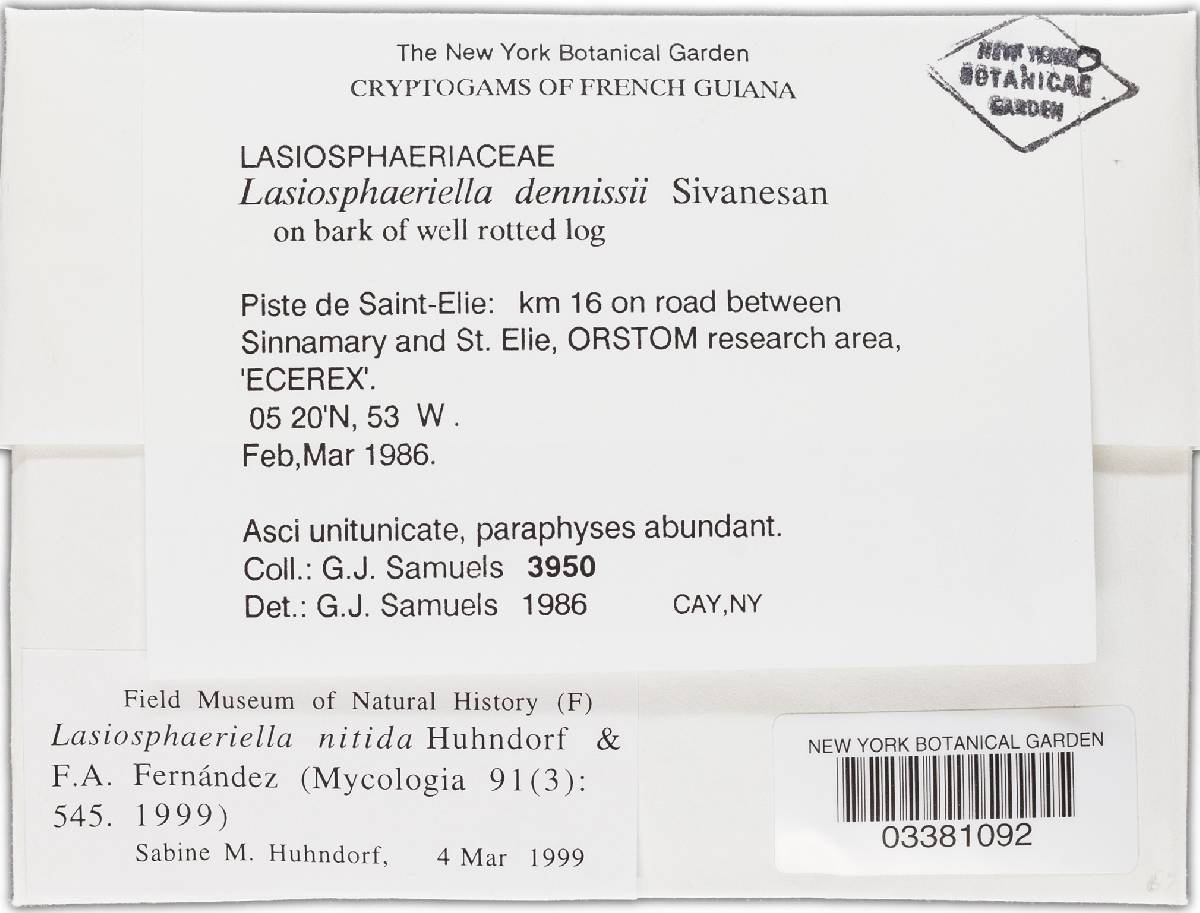 The New York Botanical Garden
CRYPTOGAMS OF FRENCH GUIANA
NEW YORK
BOTANICAL
GARDEN
LASIOSPHAERIACEAE
Lasiosphaeriella dennissii Sivanesan
on bark of well rotted log
Piste de Saint-Elie: km 16 on road between
Sinnamary and St. Elie, ORSTOM research area,
'ECEREX'.
05 20'N, 53 W .
Feb,Mar 1986.
Asci unitunicate, paraphyses abundant.
Coll.: G.J. Samuels 3950
Det.: G.J. Samuels 1986 CAY,NY
Field Museum of Natural History (F)
Lasiosphaeriella nitida Huhndorf &
F.A. Fernández (Mycologia 91(3):
545. 1999)
Sabine M. Huhndorf, 4 Mar 1999
NEW YORK BOTANICAL GARDEN
03381092